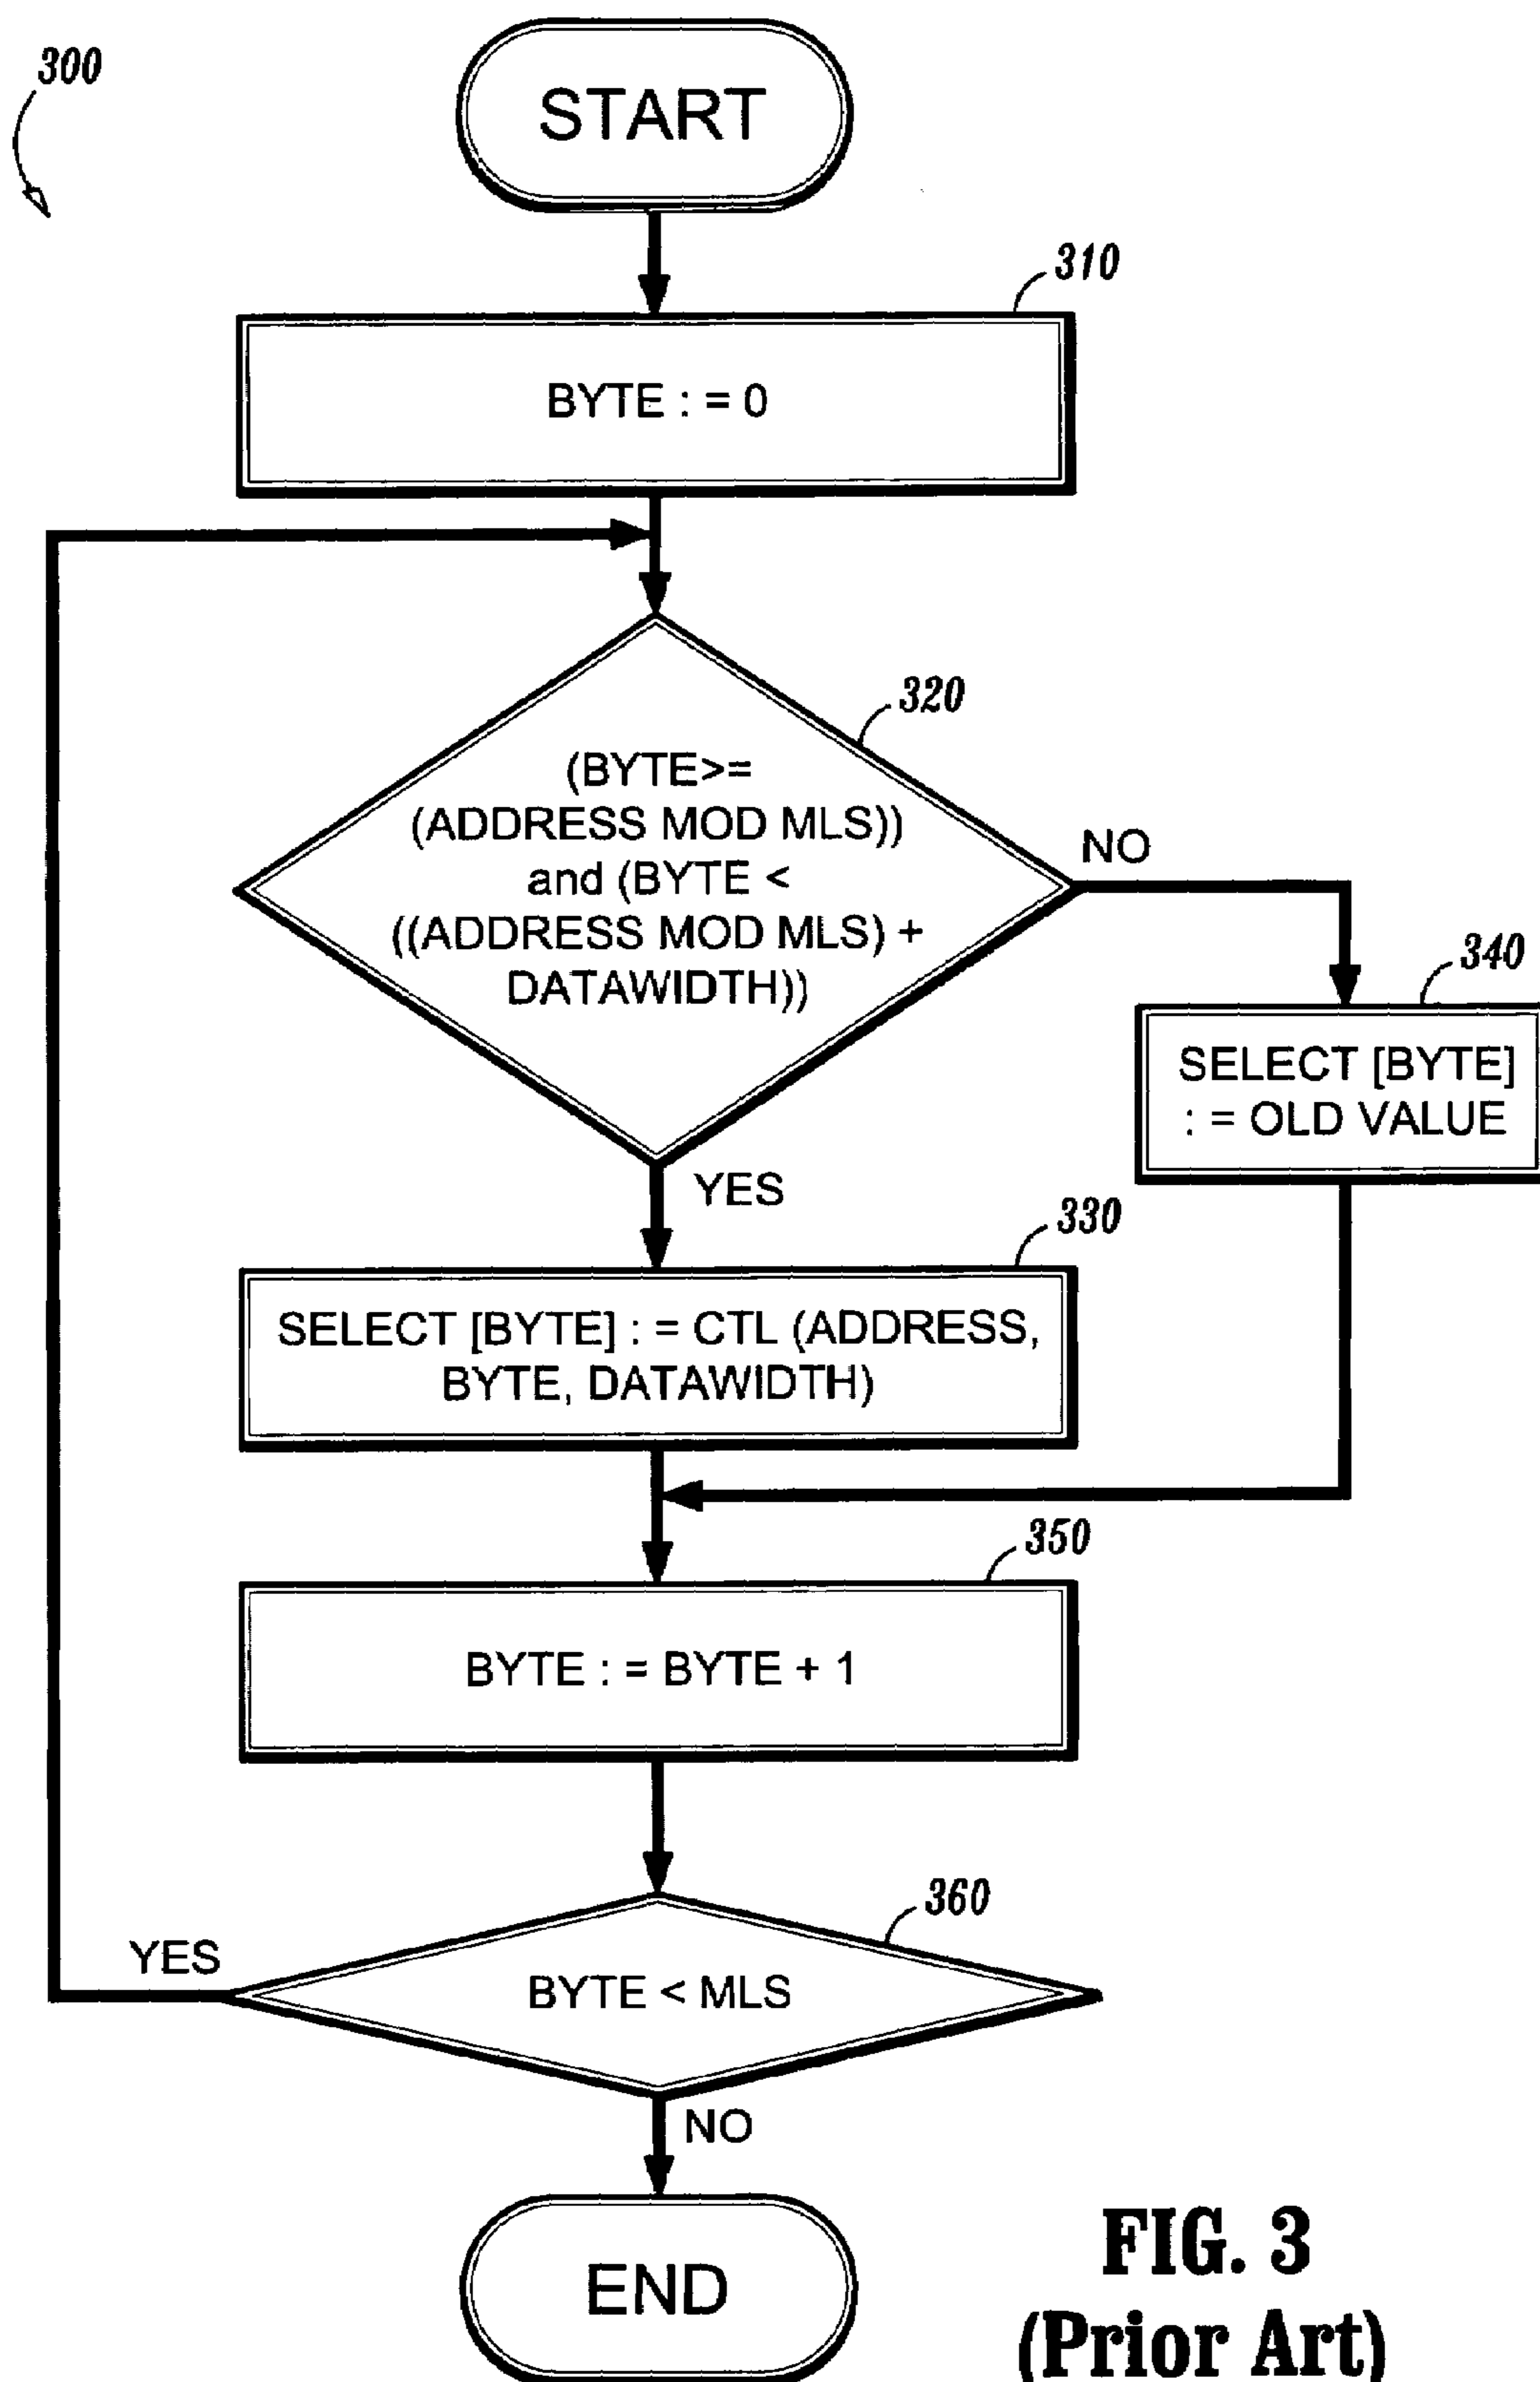 300
START
310
BYTE : = 0
320
(BYTE>=
(ADDRESS MOD MLS))
and (BYTE <
((ADDRESS MOD MLS) +
DATAWIDTH))
NO
340
SELECT [BYTE]
: = OLD VALUE
YES
330
SELECT [BYTE] : = CTL (ADDRESS,
BYTE, DATAWIDTH)
350
BYTE : = BYTE + 1
360
YES
BYTE < MLS
NO
END
FIG. 3
(Prior Art)